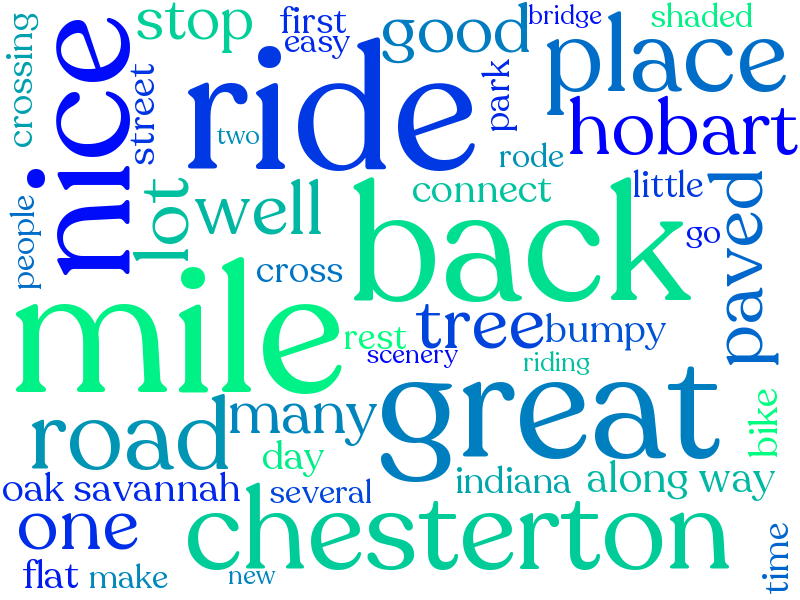 crossing
nice
stop
first
easy
good
bridge
shaded
place
street
ride
two
park
hobart
rode
people
lot
well
connect
little
paved
go
cross
back
mile
rest
tree
bumpy
scenery
riding
great
road
many
day
bike
indiana
along way
oak savannah
several
one
chesterton
flat
make
new
time